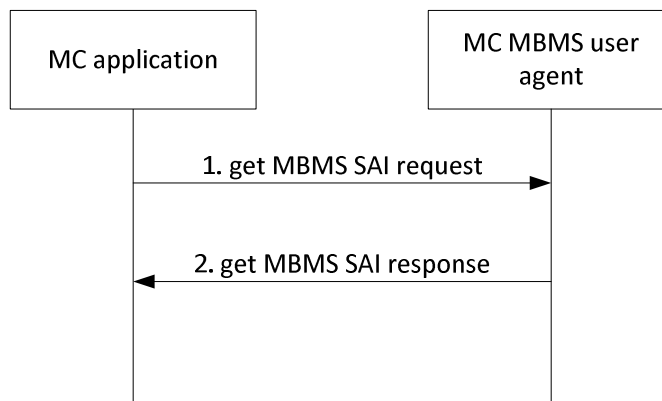 MC application
MC MBMS user
agent
1. get MBMS SAI request
2. get MBMS SAI response